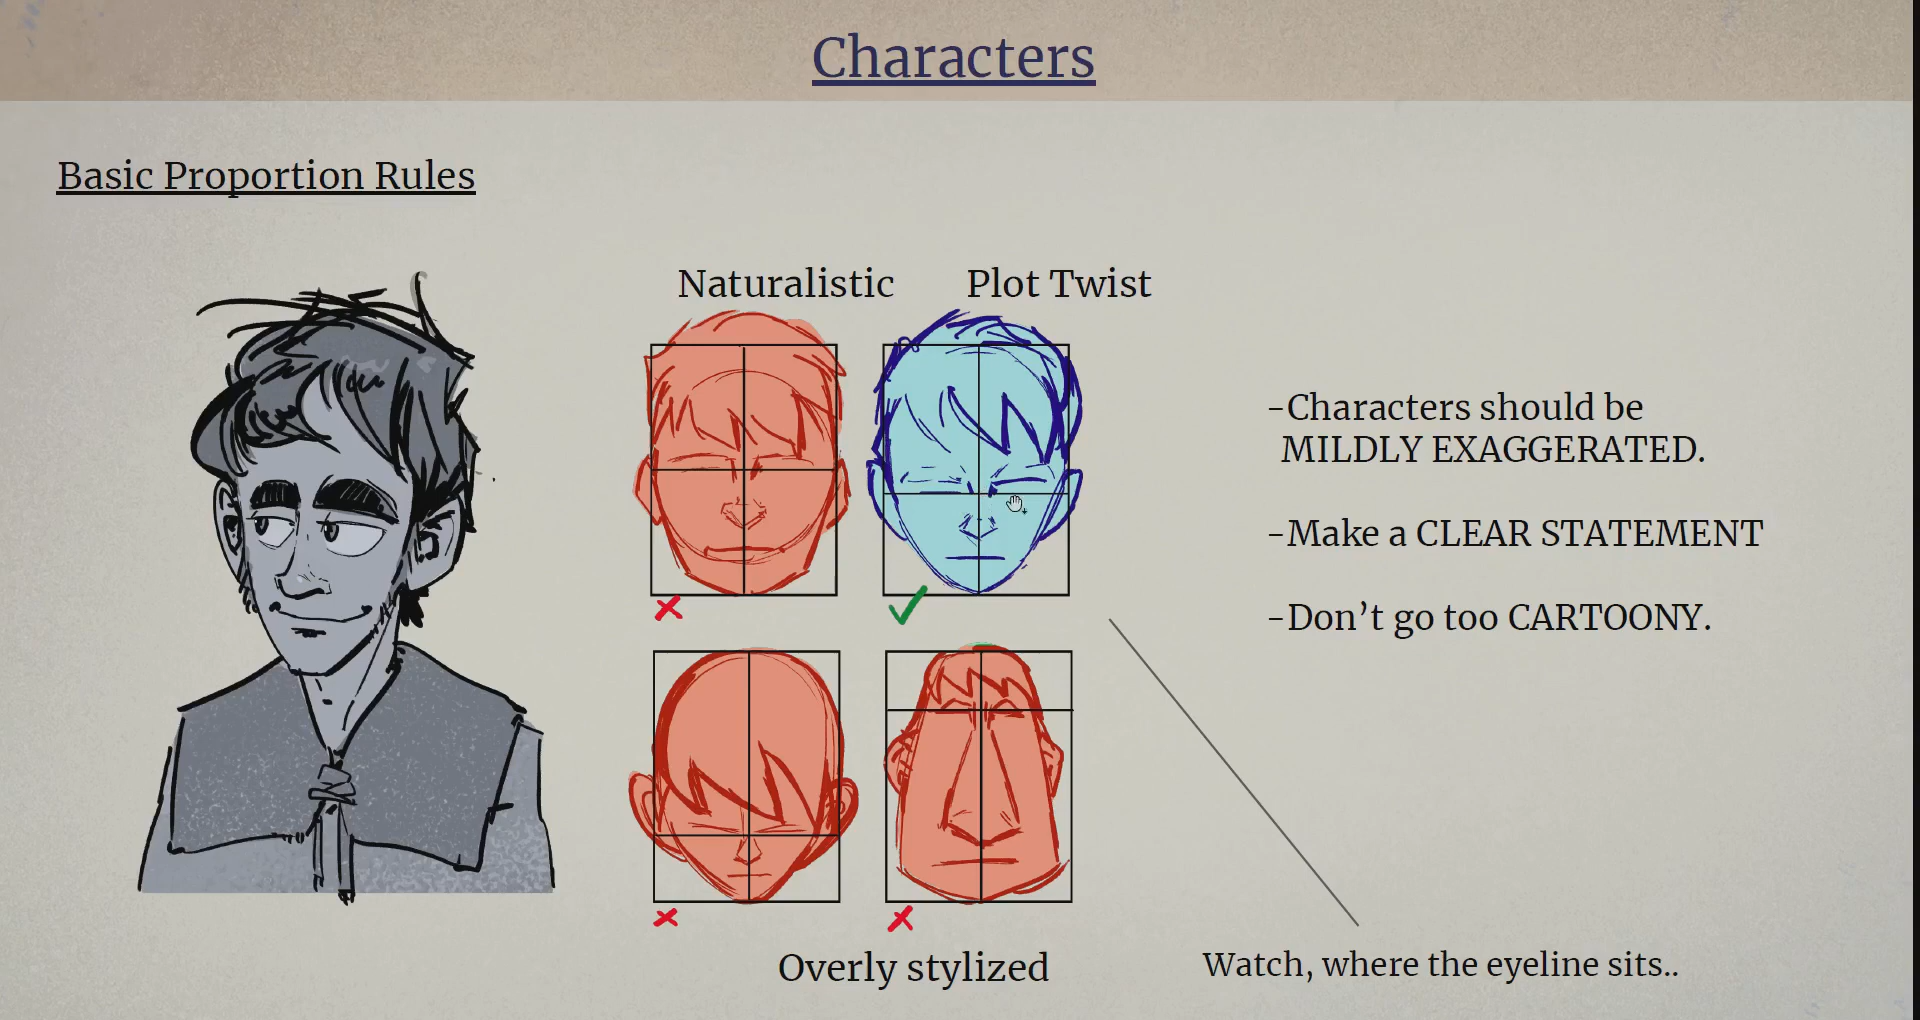 Characters
Basic Proportion Rules
Naturalistic
Plot Twist
-Characters should be
MILDLY EXAGGERATED.
-Make a CLEAR STATEMENT
-Don't go too CARTOONY.
Overly stylized
Watch, where the eyeline sits..